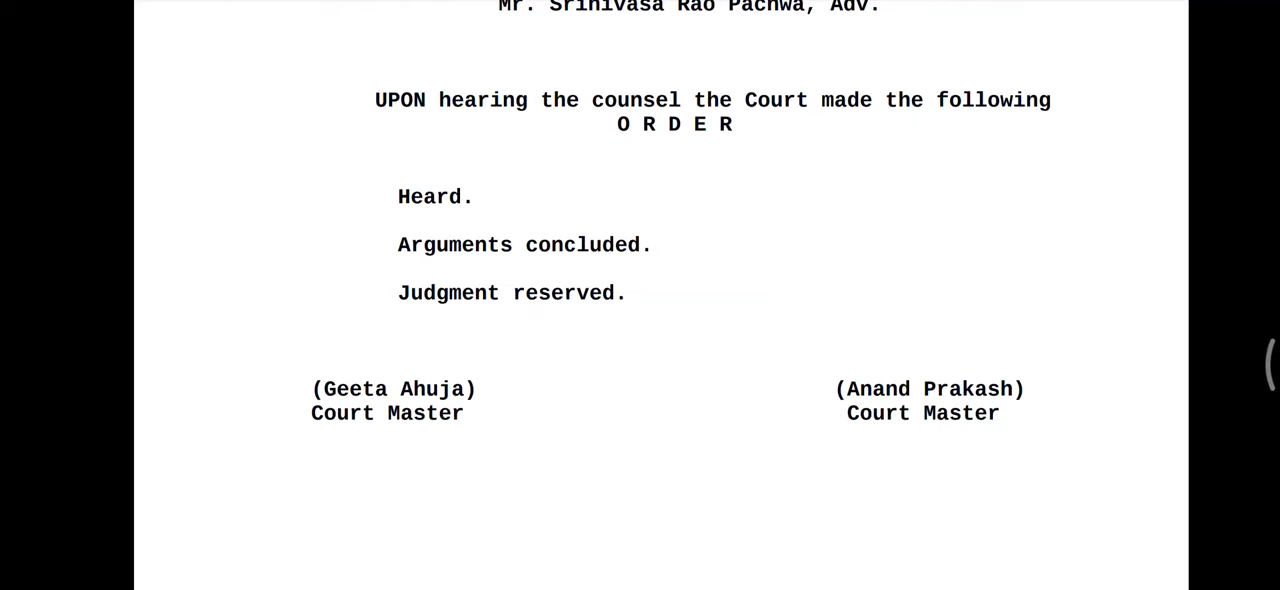 Mr. Srinivasa Rao Pachwa, Adv.
UPON hearing the counsel the Court made the following
O R D E R
Heard.
Arguments concluded.
Judgment reserved.
(Geeta Ahuja) (Anand Prakash)
Court Master Court Master